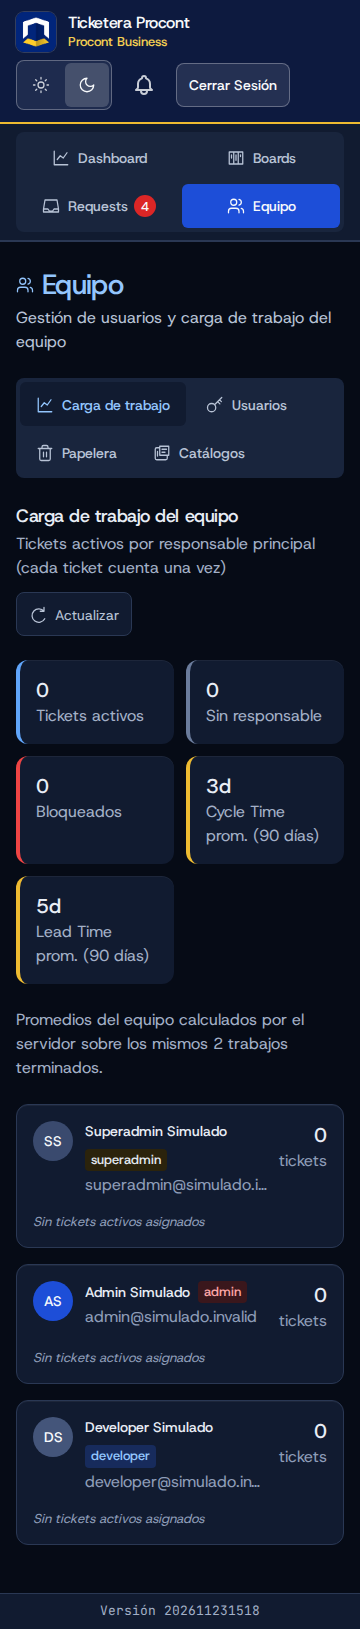 Ticketera Procont
Procont Business
Cerrar Sesión
Dashboard
Boards
Requests 4
Equipo
Equipo
Gestión de usuarios y carga de trabajo del
equipo
Carga de trabajo
Usuarios
Papelera
Catálogos
Carga de trabajo del equipo
Tickets activos por responsable principal
(cada ticket cuenta una vez)
Actualizar
0
Tickets activos
0
Sin responsable
0
Bloqueados
3d
Cycle Time
prom. (90 días)
5d
Lead Time
prom. (90 días)
Promedios del equipo calculados por el
servidor sobre los mismos 2 trabajos
terminados.
SS
Superadmin Simulado
superadmin
superadmin@simulado.i...
0
tickets
Sin tickets activos asignados
AS
Admin Simulado admin
admin@simulado.invalid
0
tickets
Sin tickets activos asignados
DS
Developer Simulado
developer
developer@simulado.in...
0
tickets
Sin tickets activos asignados
Versión 202611231518